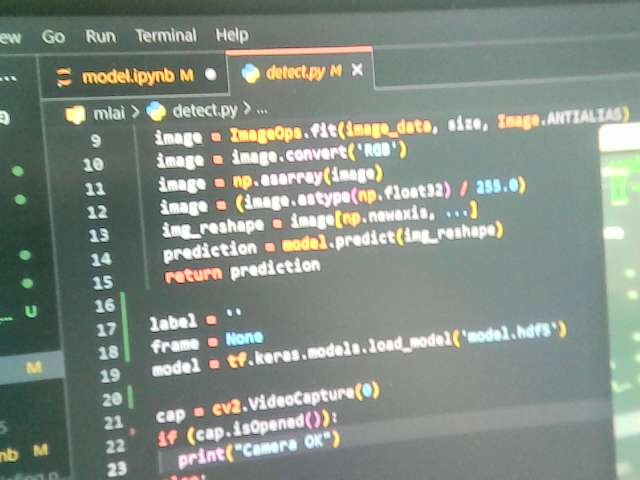 Go Run Terminal Help
model.ipynb M detect.py M
mlai > detect.py > ...
9 image = ImageOps.fit(image_data, size, Image.ANTIALIAS)
10 image = image.convert('RGB')
11 image = np.asarray(image)
12 image = (image.astype(np.float32) / 255.0)
13 img_reshape = image[np.newaxis, ...]
14 prediction = model.predict(img_reshape)
15 return prediction
16
17 label = ''
18 frame = None
19 model = tf.keras.models.load_model('model.hdf5')
20
21 cap = cv2.VideoCapture(0)
22 if (cap.isOpened()):
23 print("Camera OK")
U
M
nb M